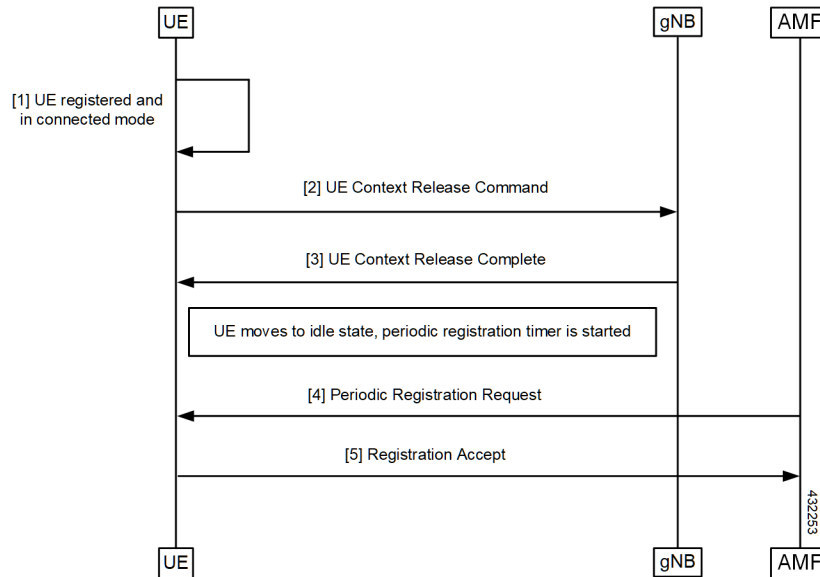 UE
gNB
AMF
[1] UE registered and
in connected mode
[2] UE Context Release Command
[3] UE Context Release Complete
UE moves to idle state, periodic registration timer is started
[4] Periodic Registration Request
[5] Registration Accept
432253
UE
gNB
AMF